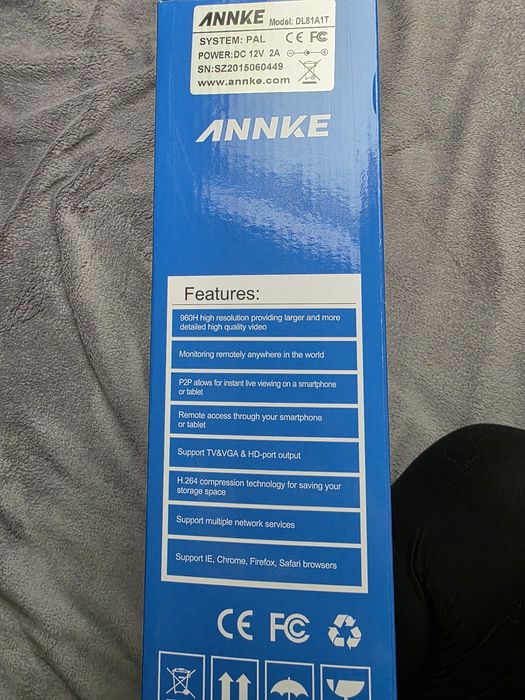 ANNKE Model: DL81A1T
SYSTEM: PAL
POWER:DC 12V 2A
SN:SZ2015060449
www.annke.com
ANNKE
Features:
960H high resolution providing larger and more
detailed high quality video
Monitoring remotely anywhere in the world
P2P allows for instant live viewing on a smartphone
or tablet
Remote access through your smartphone
or tablet
Support TV&VGA & HD-port output
H.264 compression technology for saving your
storage space
Support multiple network services
Support IE, Chrome, Firefox, Safari browsers
CE FC